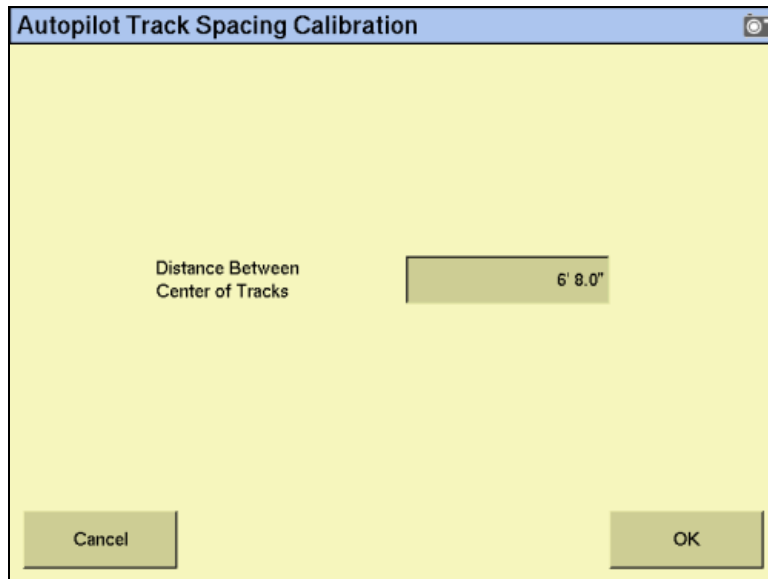 Autopilot Track Spacing Calibration
Distance Between
Center of Tracks
6' 8.0"
Cancel
OK